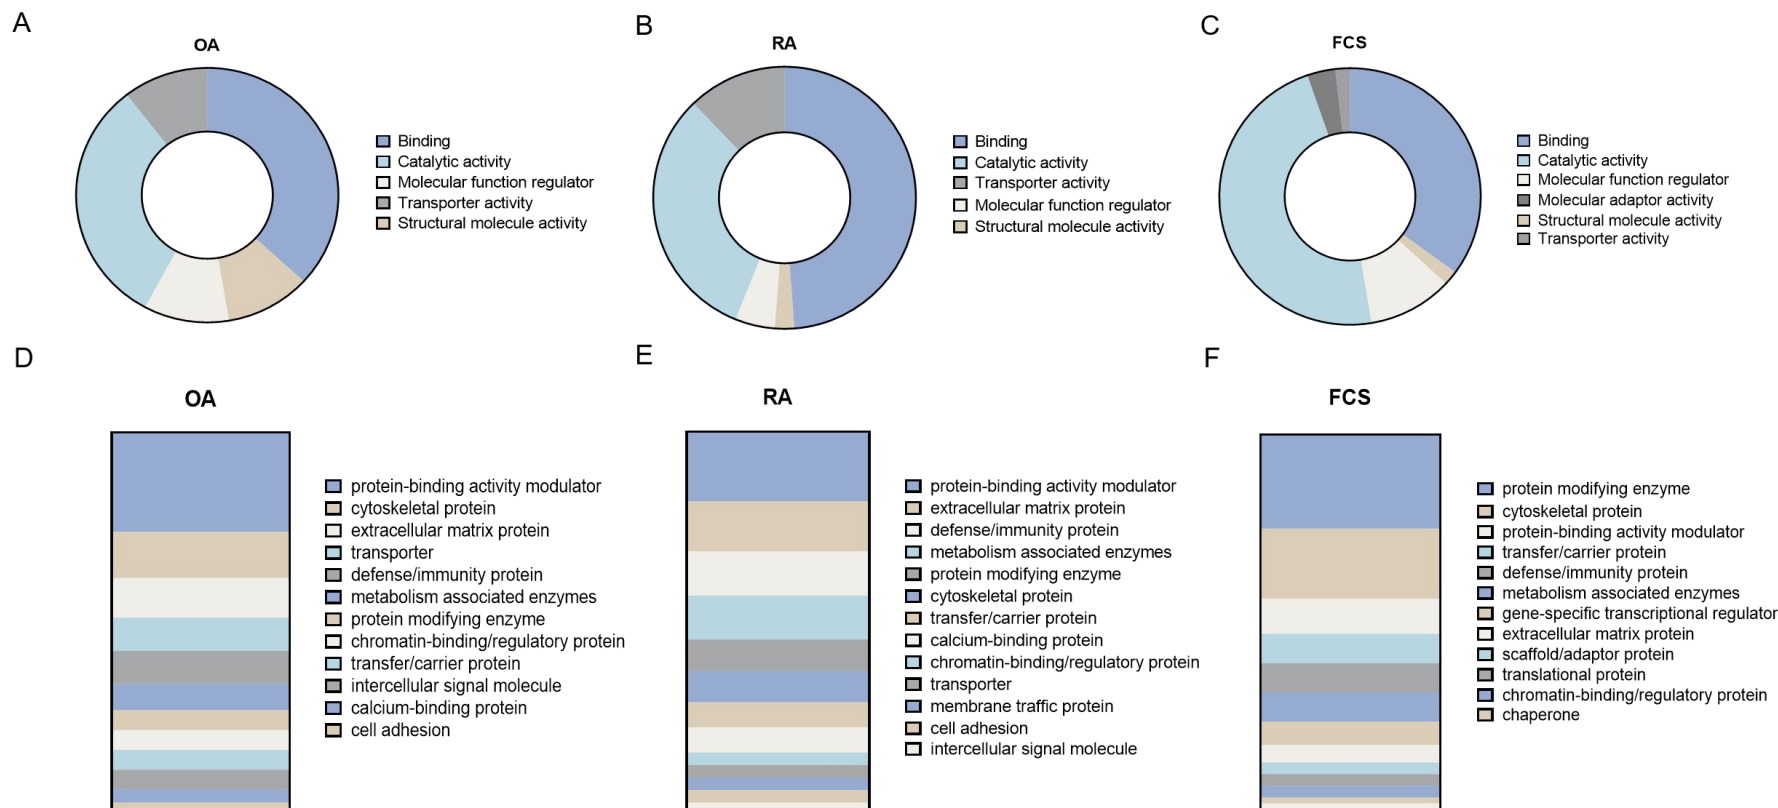 A
OA
Binding
Catalytic activity
Molecular function regulator
Transporter activity
Structural molecule activity
B
RA
Binding
Catalytic activity
Transporter activity
Molecular function regulator
Structural molecule activity
C
FCS
Binding
Catalytic activity
Molecular function regulator
Molecular adaptor activity
Structural molecule activity
Transporter activity
D
OA
protein-binding activity modulator
cytoskeletal protein
extracellular matrix protein
transporter
defense/immunity protein
metabolism associated enzymes
protein modifying enzyme
chromatin-binding/regulatory protein
transfer/carrier protein
intercellular signal molecule
calcium-binding protein
cell adhesion
E
RA
protein-binding activity modulator
extracellular matrix protein
defense/immunity protein
metabolism associated enzymes
protein modifying enzyme
cytoskeletal protein
transfer/carrier protein
calcium-binding protein
chromatin-binding/regulatory protein
transporter
membrane traffic protein
cell adhesion
intercellular signal molecule
F
FCS
protein modifying enzyme
cytoskeletal protein
protein-binding activity modulator
transfer/carrier protein
defense/immunity protein
metabolism associated enzymes
gene-specific transcriptional regulator
extracellular matrix protein
scaffold/adaptor protein
translational protein
chromatin-binding/regulatory protein
chaperone